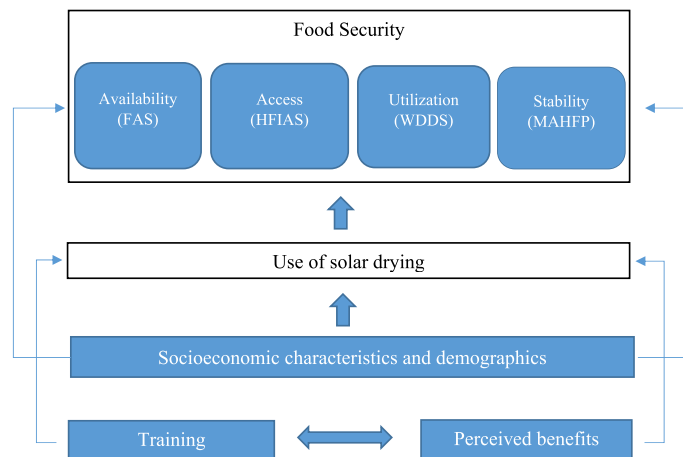 Food Security
Availability
(FAS)
Access
(HFIAS)
Utilization
(WDDS)
Stability
(MAHFP)
Use of solar drying
Socioeconomic characteristics and demographics
Training
Perceived benefits